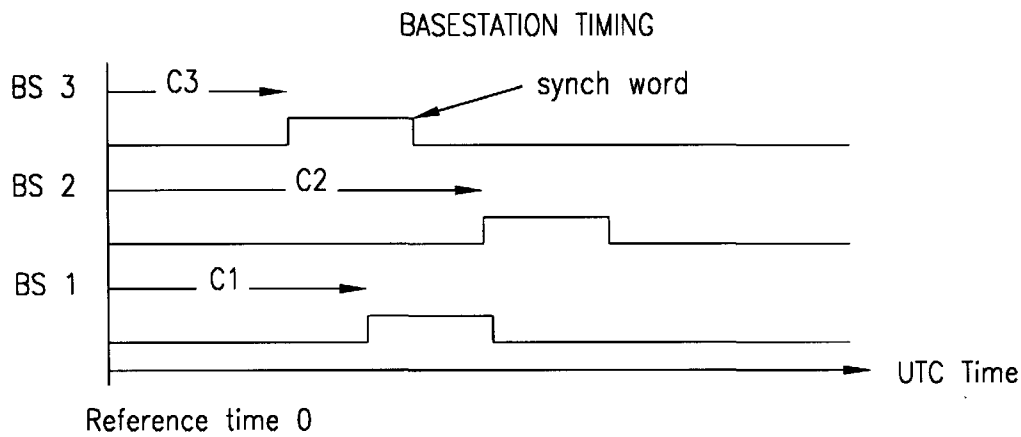 BASESTATION TIMING
BS 3
C3
synch word
BS 2
C2
BS 1
C1
UTC Time
Reference time 0